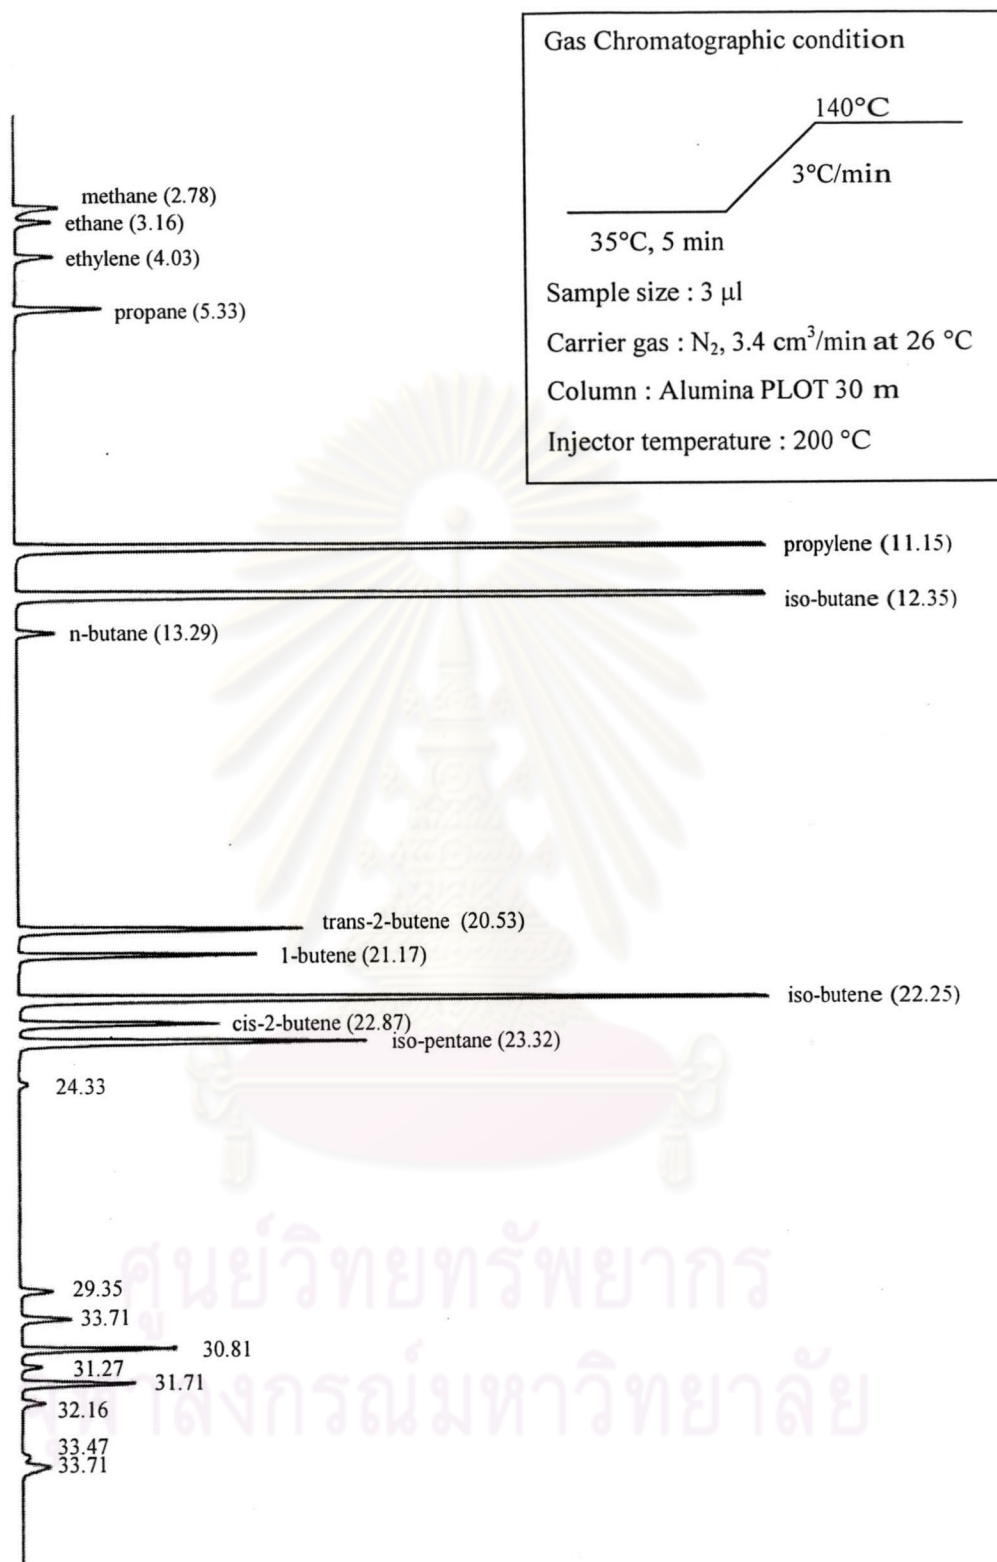 Gas Chromatographic condition
140°C
3°C/min
35°C, 5 min
Sample size : 3 μl
Carrier gas : N₂, 3.4 cm³/min at 26 °C
Column : Alumina PLOT 30 m
Injector temperature : 200 °C
methane (2.78)
ethane (3.16)
ethylene (4.03)
propane (5.33)
propylene (11.15)
iso-butane (12.35)
n-butane (13.29)
trans-2-butene (20.53)
1-butene (21.17)
iso-butene (22.25)
cis-2-butene (22.87)
iso-pentane (23.32)
24.33
29.35
33.71
30.81
31.27
31.71
32.16
33.47
33.71
ศูนย์วิทยทรัพยากร
จุฬาลงกรณ์มหาวิทยาลัย